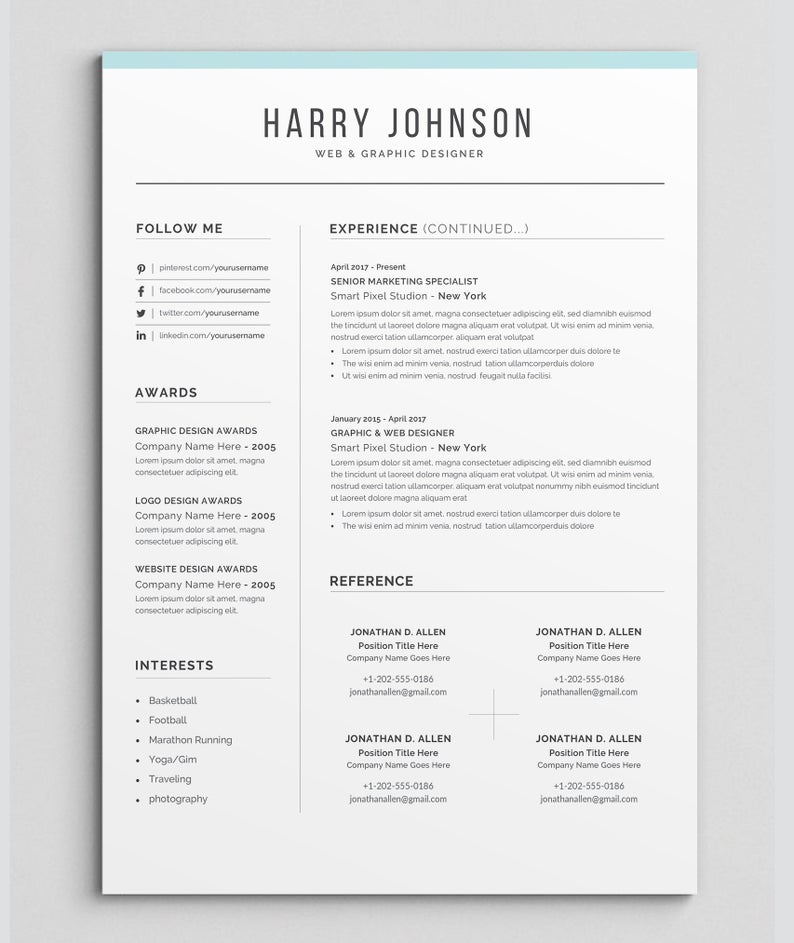 HARRY JOHNSON
WEB & GRAPHIC DESIGNER
FOLLOW ME
pinterest.com/yourusername
facebook.com/yourusername
twitter.com/yourusername
linkedin.com/yourusername
AWARDS
GRAPHIC DESIGN AWARDS
Company Name Here - 2005
Lorem ipsum dolor sit amet, magna
consectetuer adipiscing elit.
LOGO DESIGN AWARDS
Company Name Here - 2005
Lorem ipsum dolor sit amet, magna
consectetuer adipiscing elit.
WEBSITE DESIGN AWARDS
Company Name Here - 2005
Lorem ipsum dolor sit amet, magna
consectetuer adipiscing elit.
INTERESTS
• Basketball
• Football
• Marathon Running
• Yoga/Gim
• Traveling
• photography
EXPERIENCE (CONTINUED...)
April 2017 - Present
SENIOR MARKETING SPECIALIST
Smart Pixel Studion - New York
Lorem ipsum dolor sit amet, magna consectetuer adipiscing elit, sed diamnibh euismod
the tincidunt ut laoreet dolore magna aliquam erat volutpat. Ut wisi enim ad minim venia,
nostrud exerci tation ullamcorper. aliquam erat volutpat
• Lorem ipsum dolor sit amet, nostrud exerci tation ullamcorper duis dolore te
• The wisi enim ad minim venia, nostrud tation ullamcorperduis dolore
• Ut wisi enim ad minim venia, nostrud feugait nulla facilisi.
January 2015 - April 2017
GRAPHIC & WEB DESIGNER
Smart Pixel Studion - New York
Lorem ipsum dolor sit amet, magna consectetuer adipiscing elit, sed diamnibh euismod
the tincidunt ut laoreet dolore magna aliquam erat volutpat. Ut wisi enim ad minim venia,
nostrud exerci tation ullamcorper. aliquam erat volutpat nonummy nibh euismod tincidunt
ut laoreet dolore magna aliquam erat
• Lorem ipsum dolor sit amet, nostrud exerci tation ullamcorper duis dolore te
• The wisi enim ad minim venia, nostrud tation ullamcorperduis dolore
REFERENCE
JONATHAN D. ALLEN
Position Title Here
Company Name Goes Here
+1-202-555-0186
jonathanallen@gmail.com
JONATHAN D. ALLEN
Position Title Here
Company Name Goes Here
+1-202-555-0186
jonathanallen@gmail.com
JONATHAN D. ALLEN
Position Title Here
Company Name Goes Here
+1-202-555-0186
jonathanallen@gmail.com
JONATHAN D. ALLEN
Position Title Here
Company Name Goes Here
+1-202-555-0186
jonathanallen@gmail.com